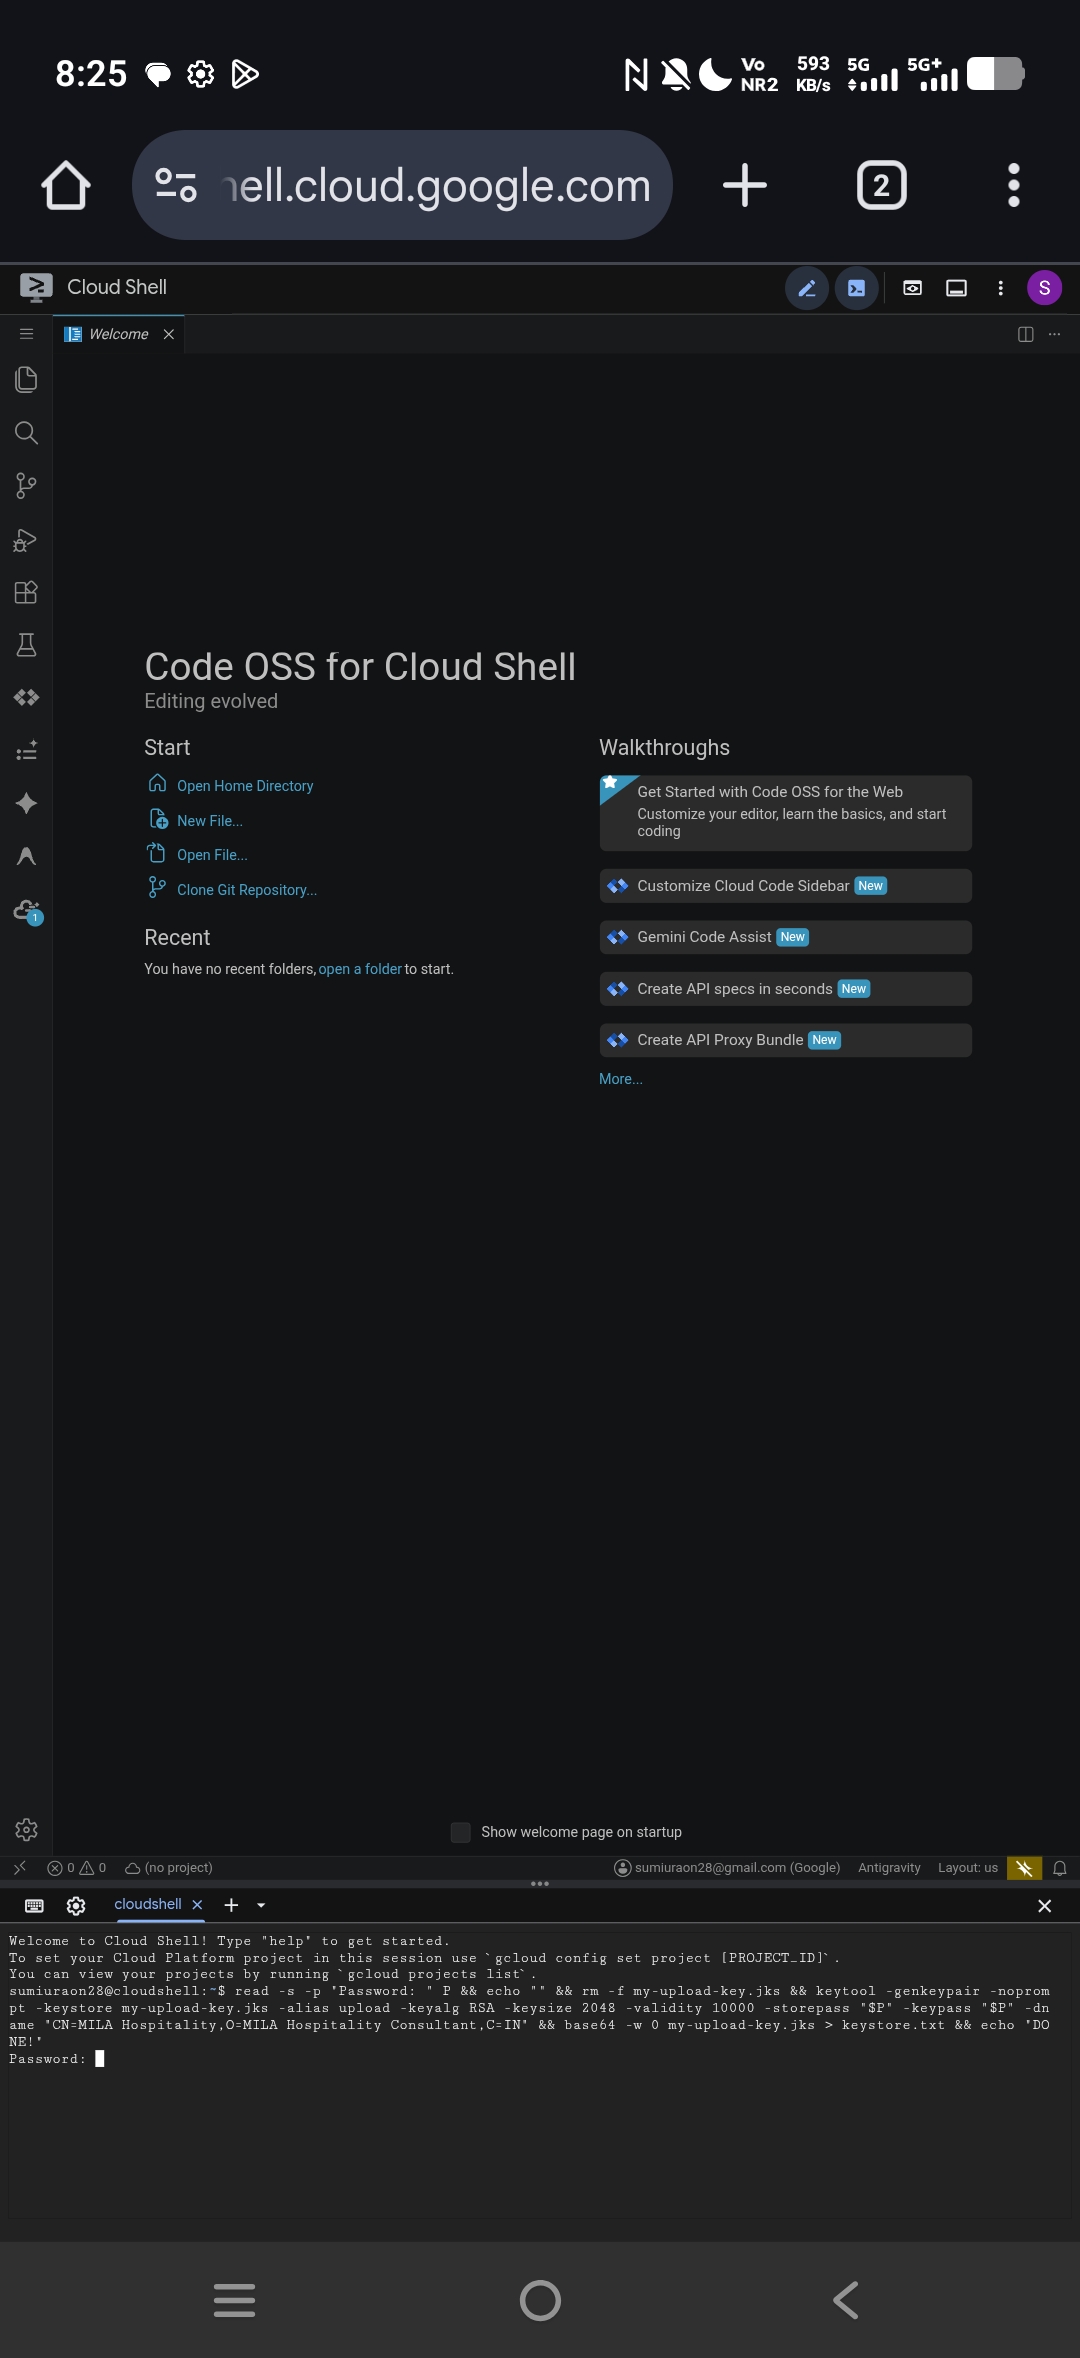 8:25
Vo NR2
593 KB/s
5G
5G+
ell.cloud.google.com
2
Cloud Shell
S
Welcome
Code OSS for Cloud Shell
Editing evolved
Start
Open Home Directory
New File...
Open File...
Clone Git Repository...
Recent
You have no recent folders, open a folder to start.
Walkthroughs
Get Started with Code OSS for the Web
Customize your editor, learn the basics, and start
coding
Customize Cloud Code Sidebar New
Gemini Code Assist New
Create API specs in seconds New
Create API Proxy Bundle New
More...
1
Show welcome page on startup
0 0 (no project) sumiuraon28@gmail.com (Google) Antigravity Layout: us
cloudshell
Welcome to Cloud Shell! Type "help" to get started.
To set your Cloud Platform project in this session use `gcloud config set project [PROJECT_ID]`.
You can view your projects by running `gcloud projects list`.
sumiuraon28@cloudshell:~$ read -s -p "Password: " P && echo "" && rm -f my-upload-key.jks && keytool -genkeypair -noprom
pt -keystore my-upload-key.jks -alias upload -keyalg RSA -keysize 2048 -validity 10000 -storepass "$P" -keypass "$P" -dn
ame "CN=MILA Hospitality,O=MILA Hospitality Consultant,C=IN" && base64 -w 0 my-upload-key.jks > keystore.txt && echo "DO
NE!"
Password: